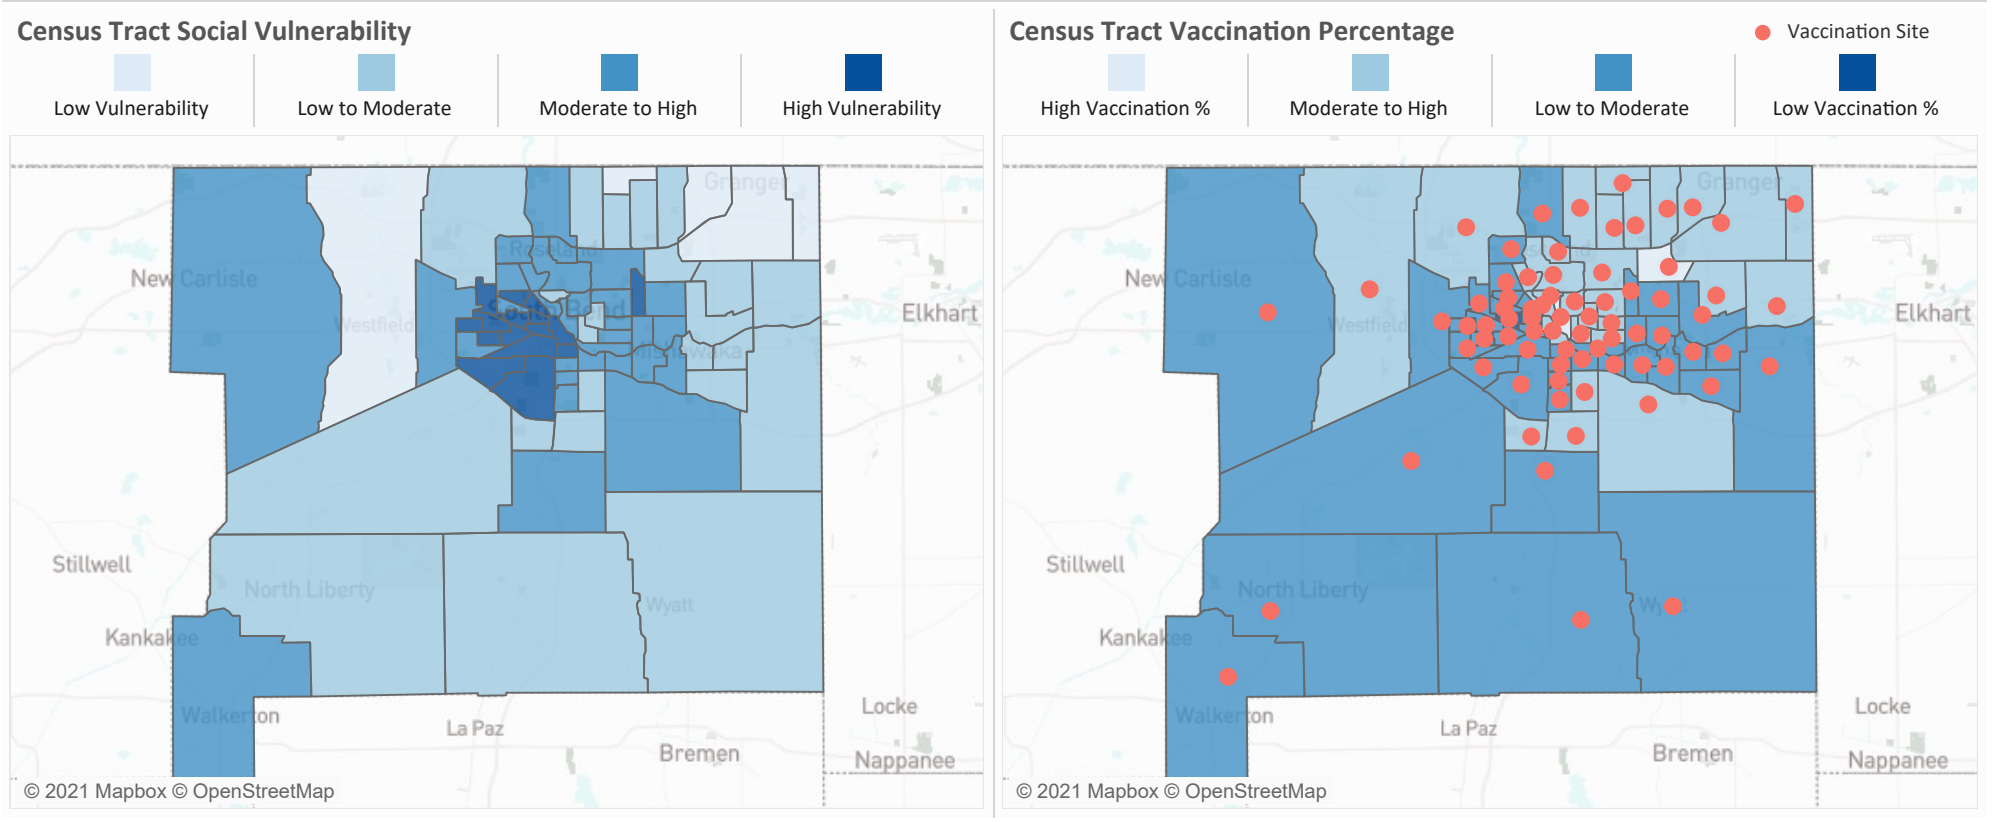 Census Tract Social Vulnerability
Low Vulnerability
Low to Moderate
Moderate to High
High Vulnerability
Granger
Roseland
New Carlisle
South Bend
Elkhart
Westfield
Mishawaka
Stillwell
North Liberty
Wyatt
Kankakee
Walkerton
La Paz
Locke
Bremen
Nappanee
© 2021 Mapbox © OpenStreetMap
Census Tract Vaccination Percentage
Vaccination Site
High Vaccination %
Moderate to High
Low to Moderate
Low Vaccination %
Granger
New Carlisle
Elkhart
Westfield
Stillwell
North Liberty
Kankakee
Walkerton
La Paz
Locke
Bremen
Nappanee
© 2021 Mapbox © OpenStreetMap